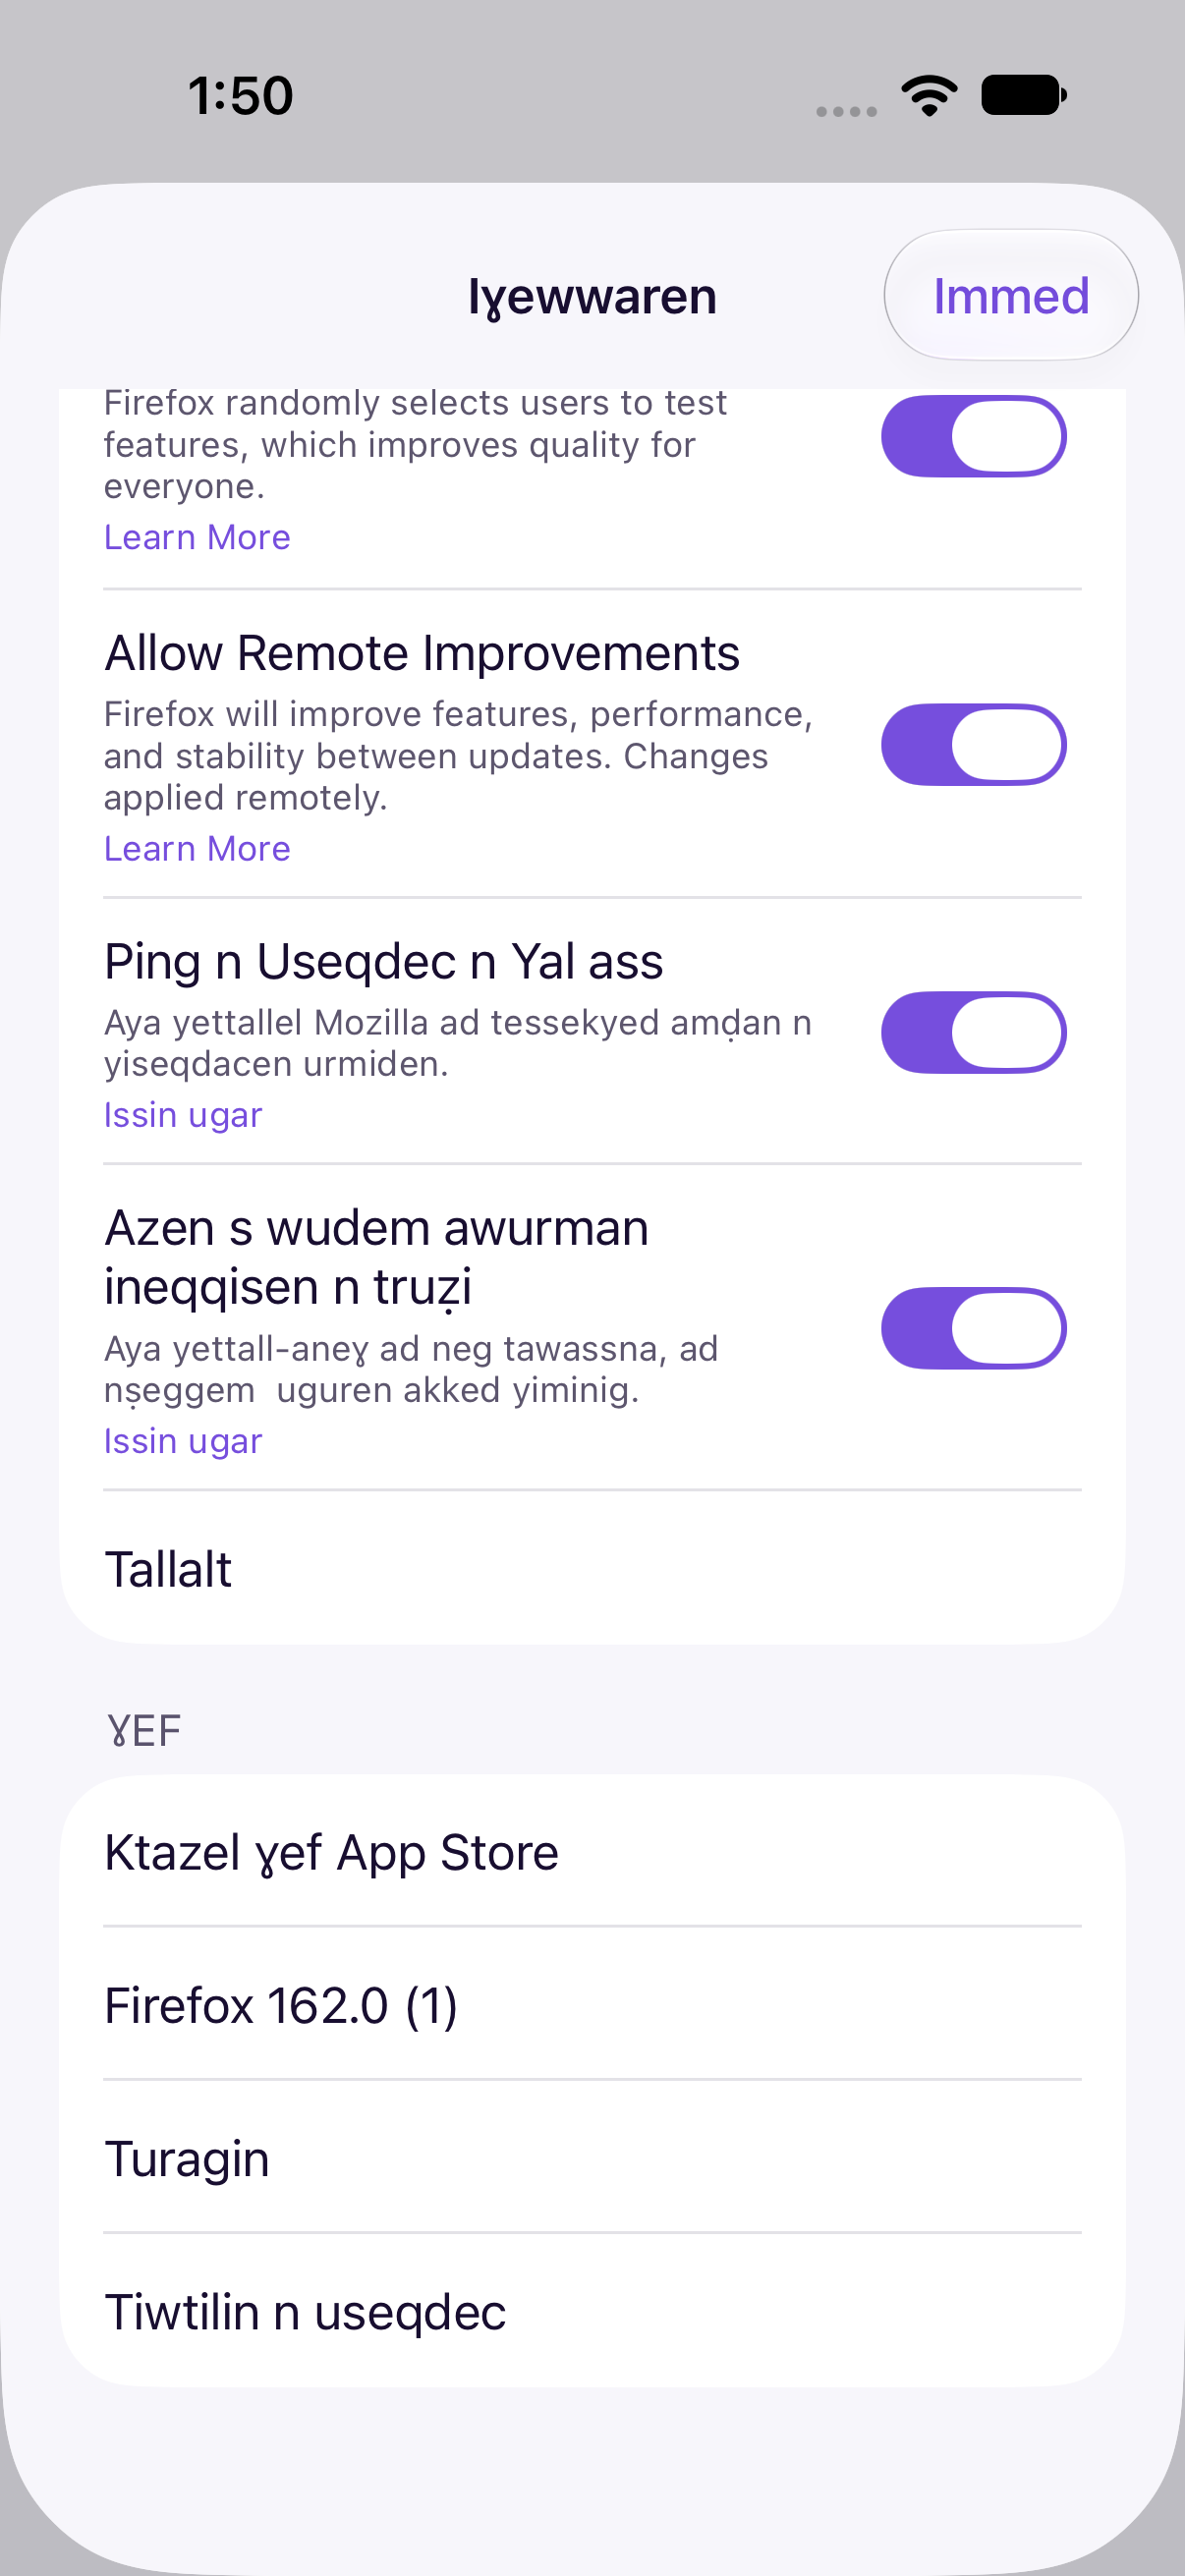 1:50
Iɣewwaren
Immed
Firefox randomly selects users to test
features, which improves quality for
everyone.
Learn More
Allow Remote Improvements
Firefox will improve features, performance,
and stability between updates. Changes
applied remotely.
Learn More
Ping n Useqdec n Yal ass
Aya yettallel Mozilla ad tessekyed amḍan n
yiseqdacen urmiden.
Issin ugar
Azen s wudem awurman
ineqqisen n truẓi
Aya yettall-aneɣ ad neg tawassna, ad
nṣeggem  uguren akked yiminig.
Issin ugar
Tallalt
ƔEF
Ktazel ɣef App Store
Firefox 162.0 (1)
Turagin
Tiwtilin n useqdec